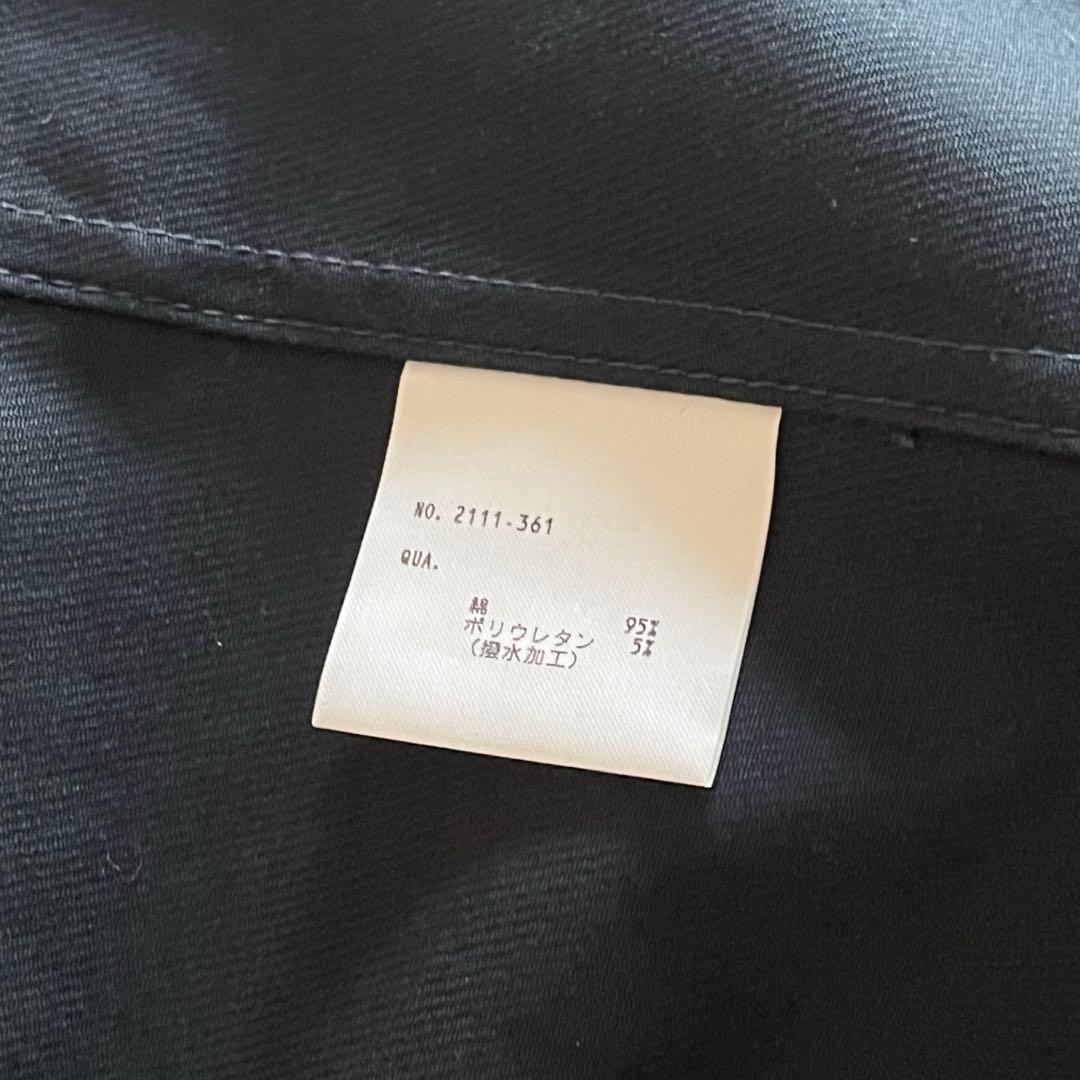 NO. 2111-361
QUA.
綿 95%
ポリウレタン 5%
(撥水加工)